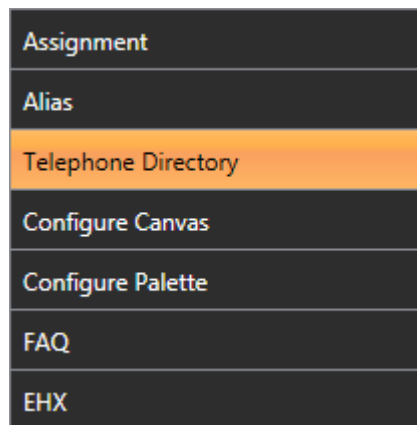 Assignment
Alias
Telephone Directory
Configure Canvas
Configure Palette
FAQ
EHX